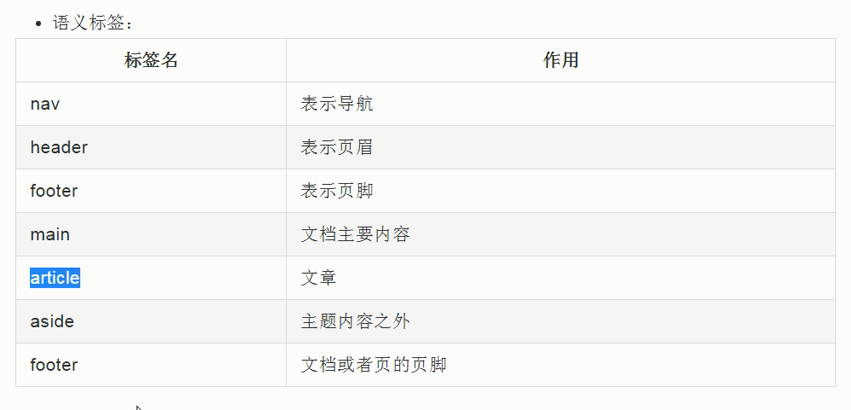 语义标签：
标签名 作用
nav 表示导航
header 表示页眉
footer 表示页脚
main 文档主要内容
article 文章
aside 主题内容之外
footer 文档或者页的页脚